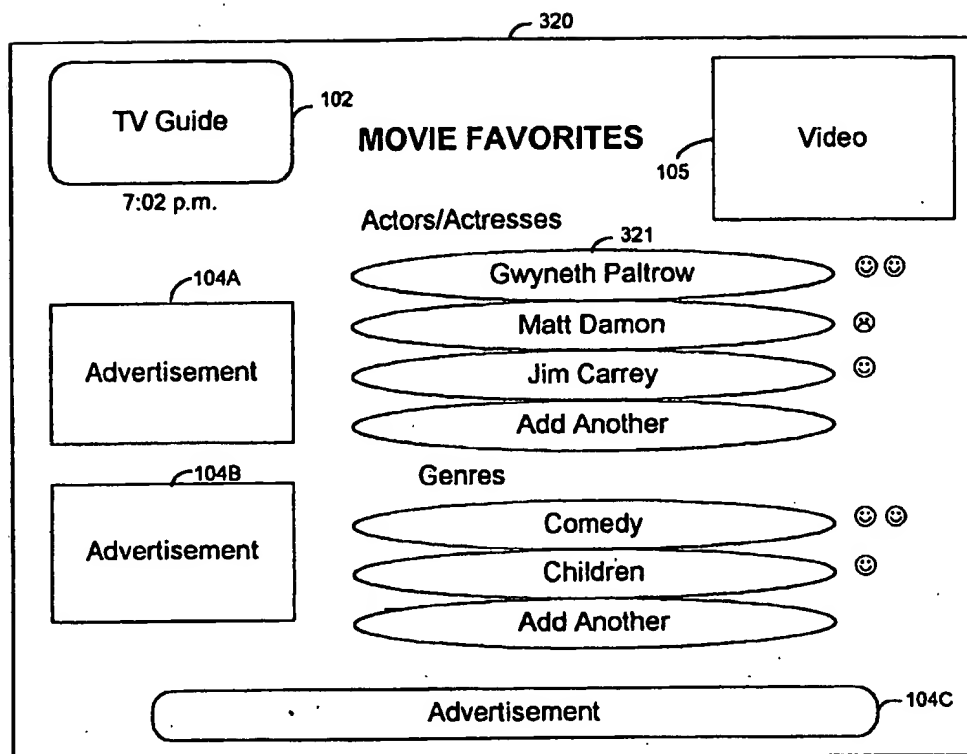 320
TV Guide
102
MOVIE FAVORITES
Video
105
7:02 p.m.
Actors/Actresses
321
Gwyneth Paltrow
104A
Advertisement
Matt Damon
Jim Carrey
Add Another
104B
Advertisement
Genres
Comedy
Children
Add Another
Advertisement
104C